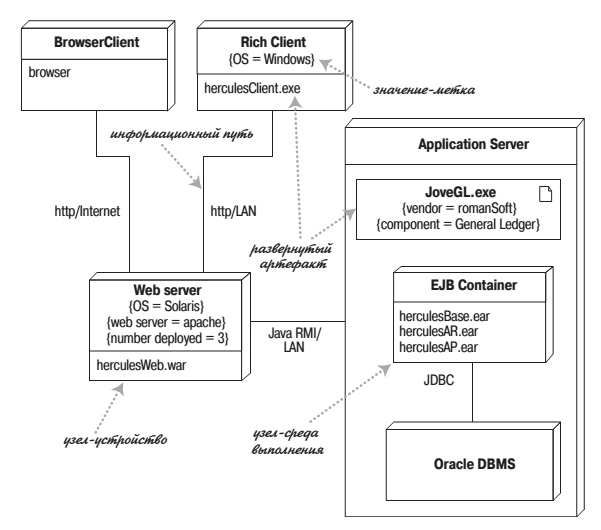 BrowserClient
browser
Rich Client
{OS = Windows}
herculesClient.exe
значение-метка
информационный путь
http/Internet
http/LAN
развернутый
артефакт
Application Server
JoveGL.exe
{vendor = romanSoft}
{component = General Ledger}
Web server
{OS = Solaris}
{web server = apache}
{number deployed = 3}
herculesWeb.war
Java RMI/
LAN
EJB Container
herculesBase.ear
herculesAR.ear
herculesAP.ear
JDBC
узел-устройство
узел-среда
выполнения
Oracle DBMS